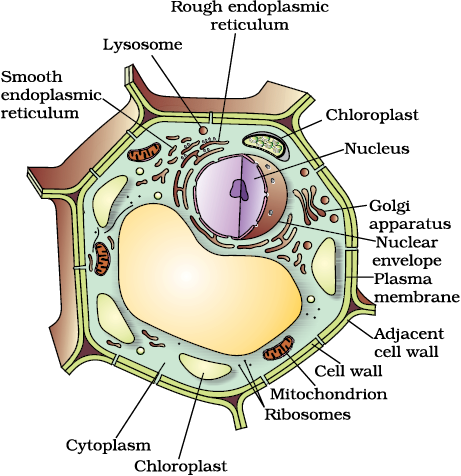 Rough endoplasmic
reticulum
Lysosome
Smooth
endoplasmic
reticulum
Chloroplast
Nucleus
Golgi
apparatus
Nuclear
envelope
Plasma
membrane
Adjacent
cell wall
Cell wall
Mitochondrion
Ribosomes
Cytoplasm
Chloroplast